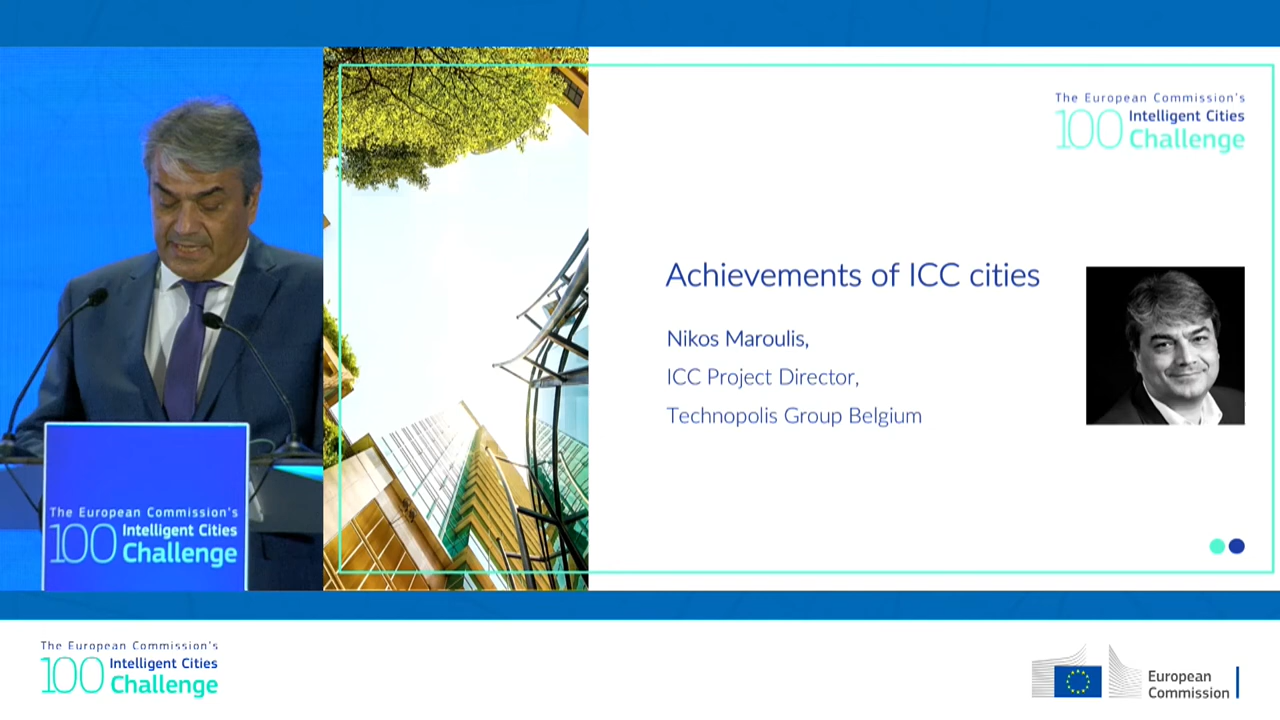 The European Commission's
100 Intelligent Cities
Challenge
Achievements of ICC cities
Nikos Maroulis,
ICC Project Director,
Technopolis Group Belgium
The European Commission's
100 Intelligent Cities
Challenge
The European Commission's
100 Intelligent Cities
Challenge
European
Commission